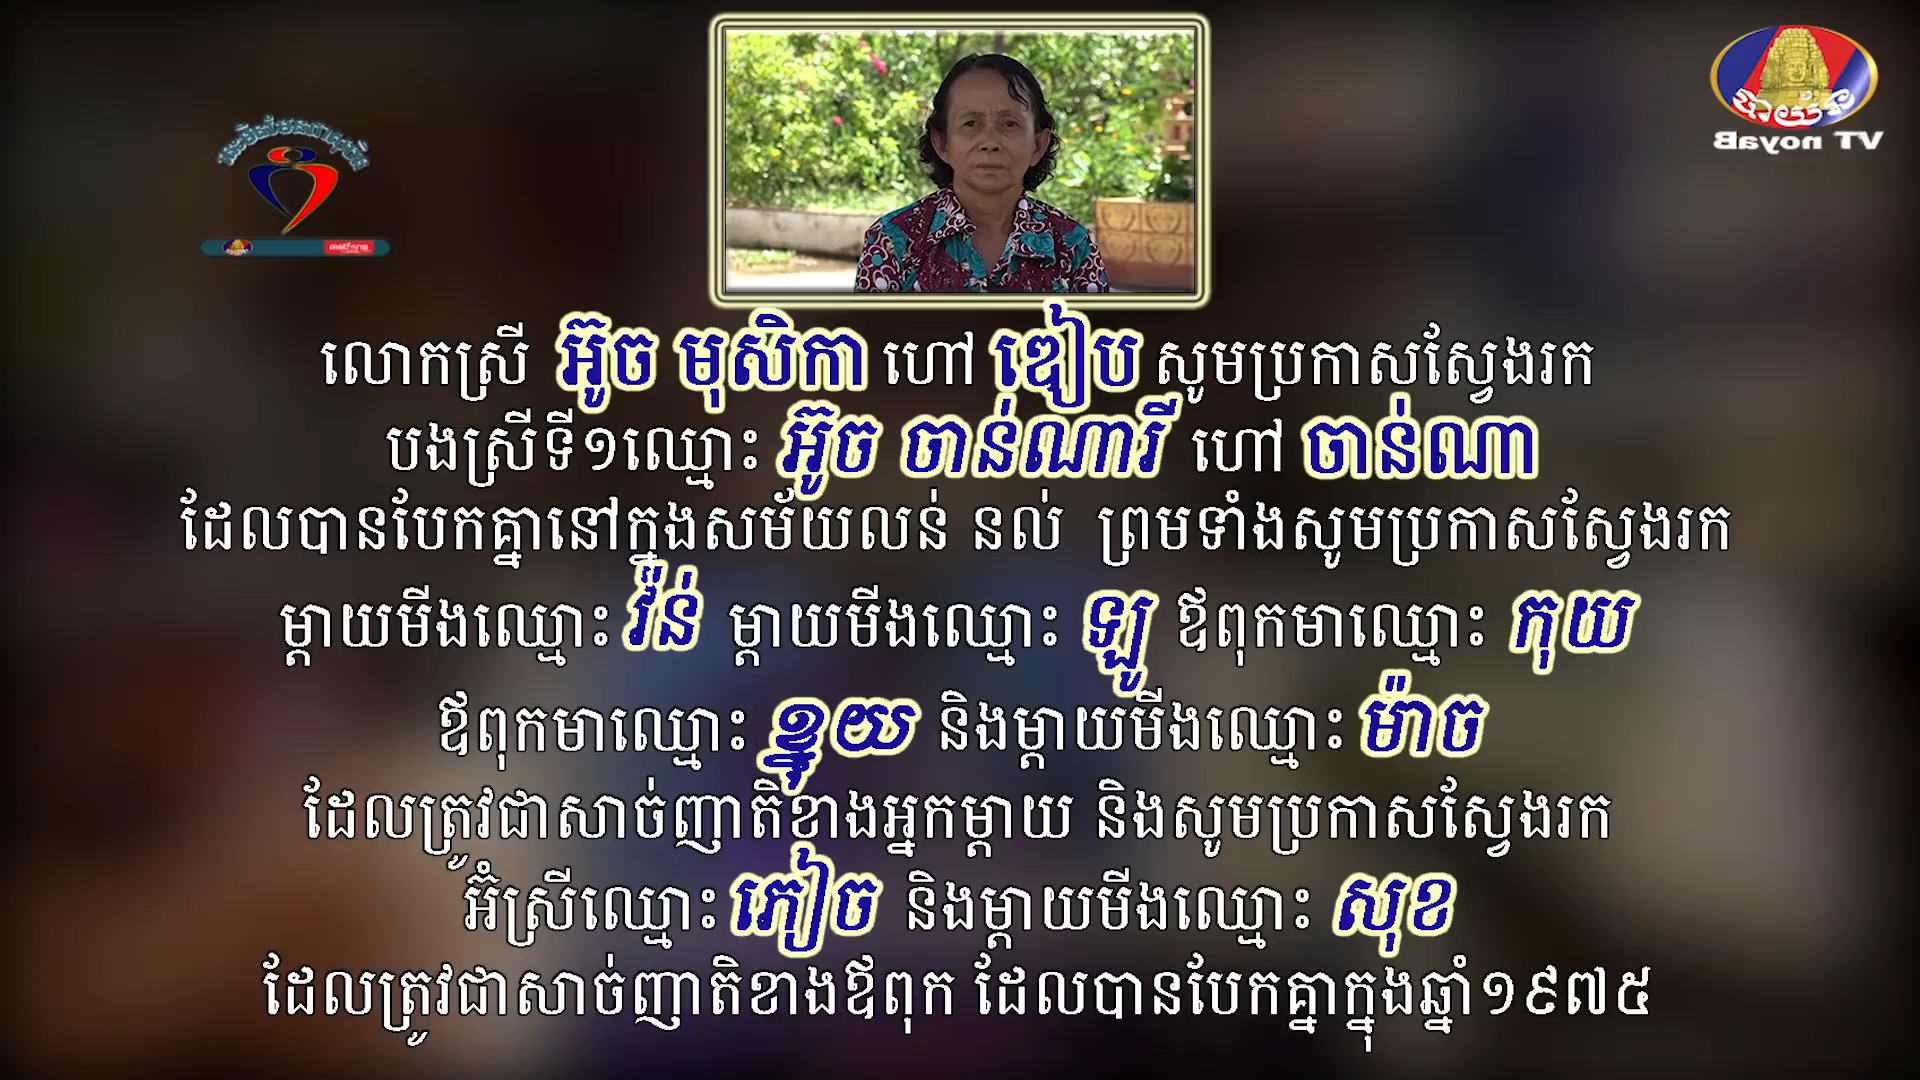 Bayon TV
លោកស្រី អ៊ូច មុសិកា ហៅ ឌៀប សូមប្រកាសស្វែងរក
បងស្រីទី១ឈ្មោះ អ៊ូច ចាន់ណារី ហៅ ចាន់ណា
ដែលបានបែកគ្នានៅក្នុងសម័យលន់ នល់ ព្រមទាំងសូមប្រកាសស្វែងរក
ម្តាយមីងឈ្មោះ វ៉ន់ ម្តាយមីងឈ្មោះ ឡូ ឪពុកមាឈ្មោះ កុយ
ឪពុកមាឈ្មោះ ខ្នុយ និងម្តាយមីងឈ្មោះ ម៉ាច
ដែលត្រូវជាសាច់ញាតិខាងអ្នកម្តាយ និងសូមប្រកាសស្វែងរក
អ៊ំស្រីឈ្មោះ ភៀច និងម្តាយមីងឈ្មោះ សុខ
ដែលត្រូវជាសាច់ញាតិខាងឪពុក ដែលបានបែកគ្នាក្នុងឆ្នាំ១៩៧៥